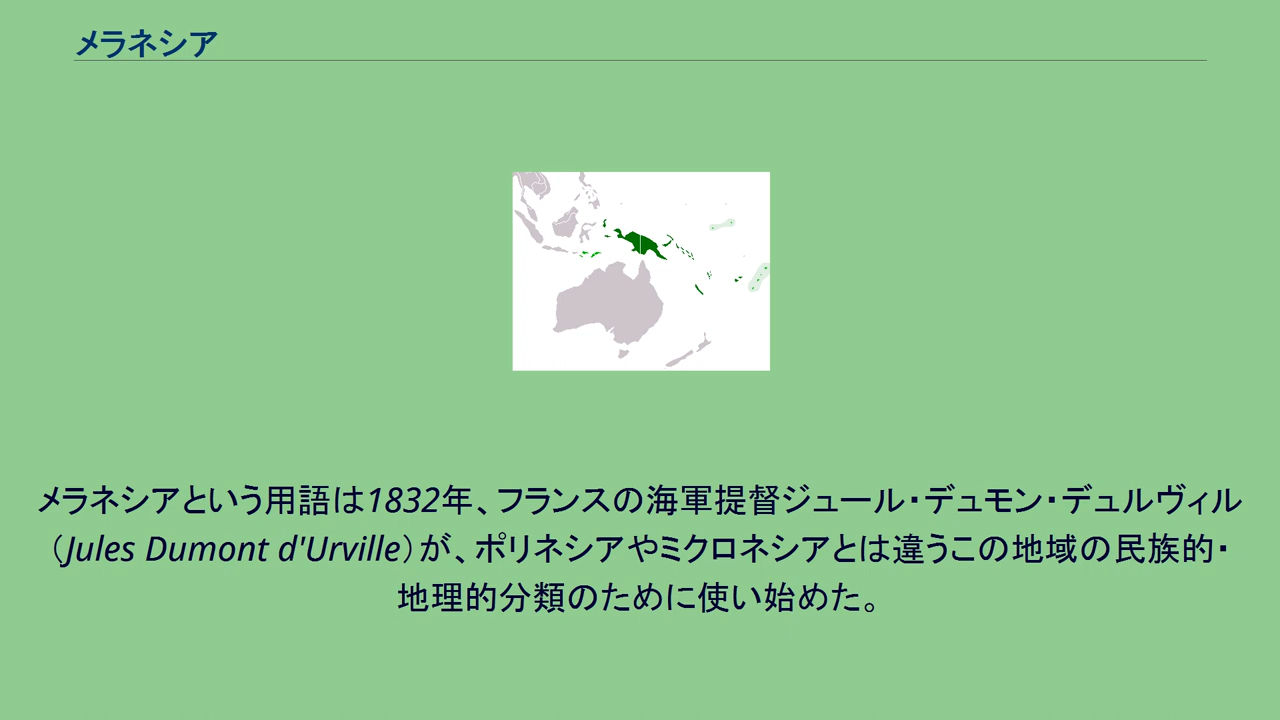 メラネシア
メラネシアという用語は1832年、フランスの海軍提督ジュール・デュモン・デュルヴィル
（Jules Dumont d'Urville）が、ポリネシアやミクロネシアとは違うこの地域の民族的・
地理的分類のために使い始めた。